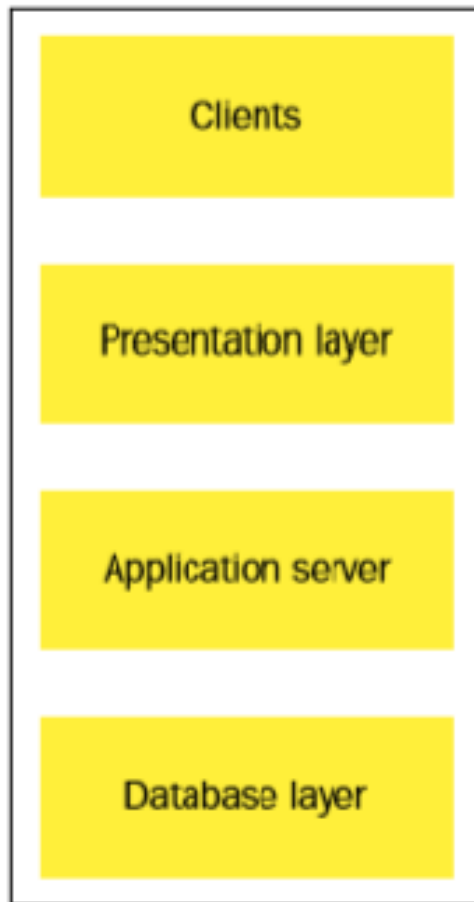 Clients
Presentation layer
Application server
Database layer